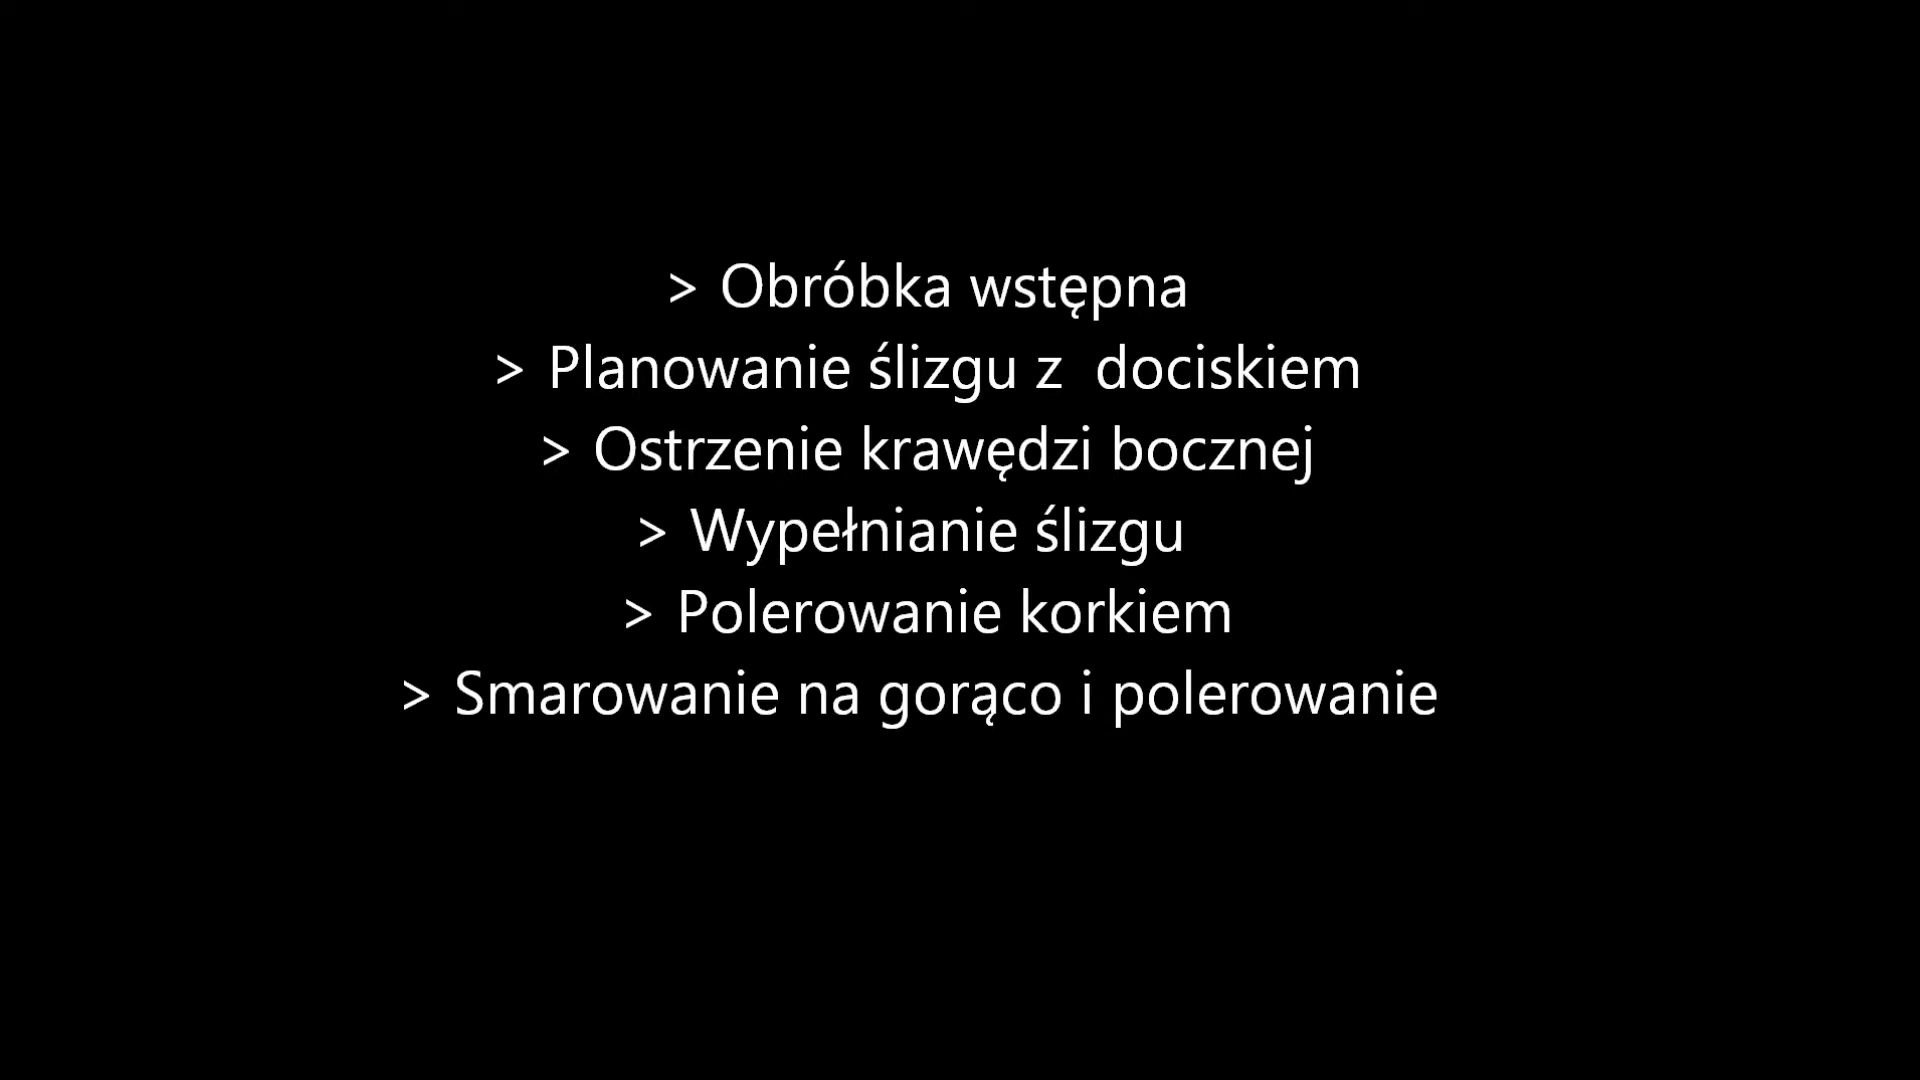 > Obróbka wstępna
> Planowanie ślizgu z  dociskiem
> Ostrzenie krawędzi bocznej
> Wypełnianie ślizgu
> Polerowanie korkiem
> Smarowanie na gorąco i polerowanie